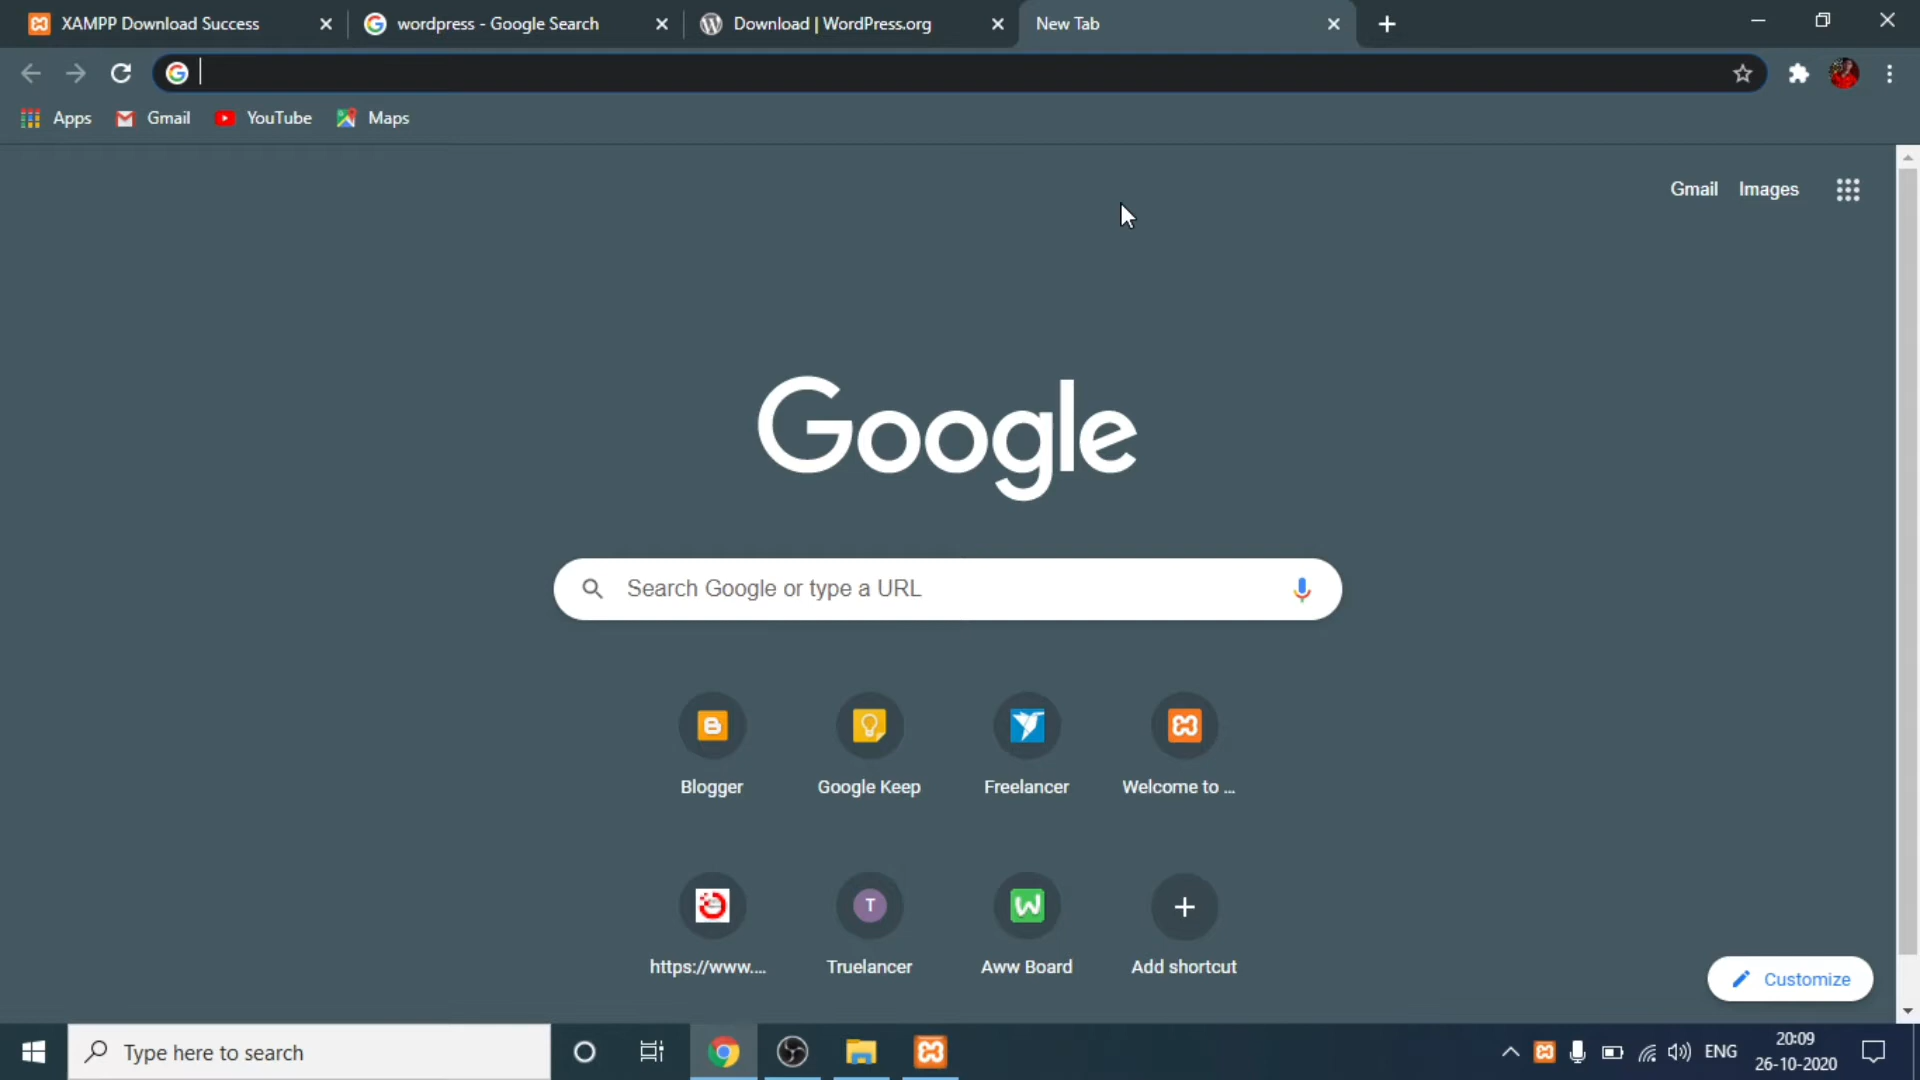 XAMPP Download Success
wordpress - Google Search
Download | WordPress.org
New Tab
Apps
Gmail
YouTube
Maps
Gmail
Images
Google
Search Google or type a URL
Blogger
Google Keep
Freelancer
Welcome to ...
https://www....
T
Truelancer
Aww Board
Add shortcut
Customize
Type here to search
ENG
20:09
26-10-2020